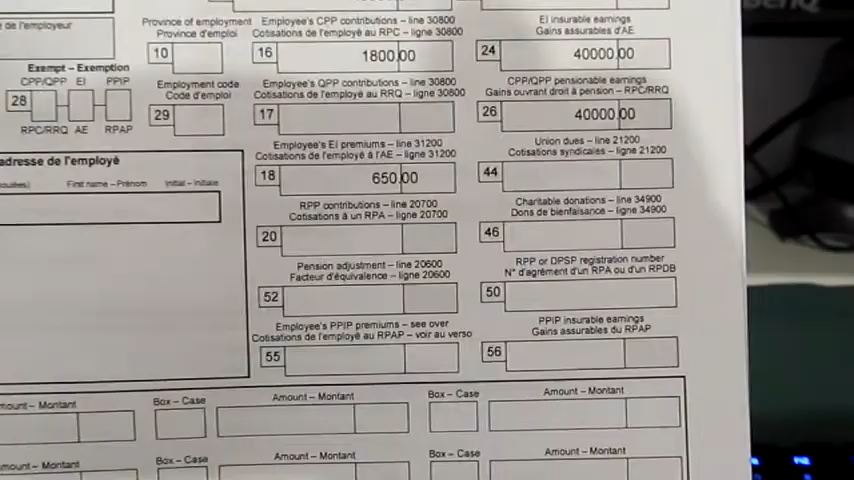 BenQ
de l'employeur
Province of employment
Province d'emploi
10
Employee's CPP contributions – line 30800
Cotisations de l'employé au RPC – ligne 30800
16
1800 00
EI insurable earnings
Gains assurables d'AE
24
40000 00
Exempt – Exemption
CPP/QPP EI PPIP
28
RPC/RRQ AE RPAP
Employment code
Code d'emploi
29
Employee's QPP contributions – line 30800
Cotisations de l'employé au RRQ – ligne 30800
17
CPP/QPP pensionable earnings
Gains ouvrant droit à pension – RPC/RRQ
26
40000 00
adresse de l'employé
First name – Prénom Initial – Initiale
Employee's EI premiums – line 31200
Cotisations de l'employé à l'AE – ligne 31200
18
650 00
Union dues – line 21200
Cotisations syndicales – ligne 21200
44
RPP contributions – line 20700
Cotisations à un RPA – ligne 20700
20
Charitable donations – line 34900
Dons de bienfaisance – ligne 34900
46
Pension adjustment – line 20600
Facteur d'équivalence – ligne 20600
52
RPP or DPSP registration number
N° d'agrément d'un RPA ou d'un RPDB
50
Employee's PPIP premiums – see over
Cotisations de l'employé au RPAP – voir au verso
55
PPIP insurable earnings
Gains assurables du RPAP
56
Amount – Montant Box – Case Amount – Montant Box – Case Amount – Montant
Amount – Montant Box – Case Amount – Montant Box – Case Amount – Montant